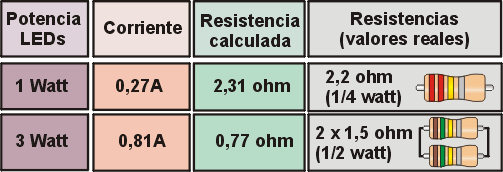 Potencia LEDs
Corriente
Resistencia calculada
Resistencias (valores reales)
1 Watt
0,27A
2,31 ohm
2,2 ohm
(1/4 watt)
3 Watt
0,81A
0,77 ohm
2 x 1,5 ohm
(1/2 watt)